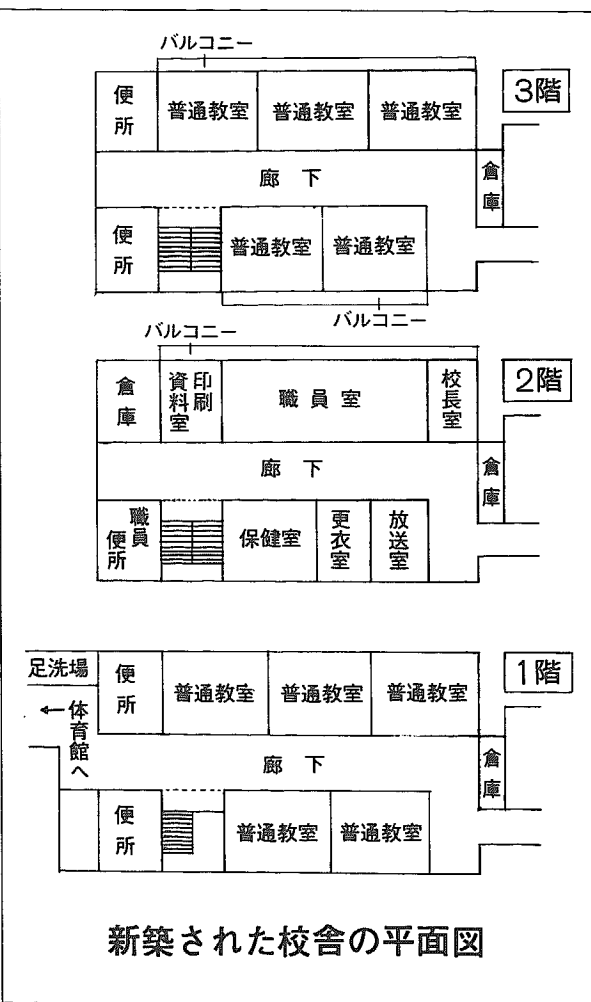 バルコニー
3階
便所
普通教室
普通教室
普通教室
廊下
倉庫
便所
普通教室
普通教室
バルコニー
バルコニー
2階
倉庫
印刷資料室
職員室
校長室
廊下
倉庫
職員便所
保健室
更衣室
放送室
1階
足洗場
便所
普通教室
普通教室
普通教室
←体育館へ
廊下
倉庫
便所
普通教室
普通教室
新築された校舎の平面図